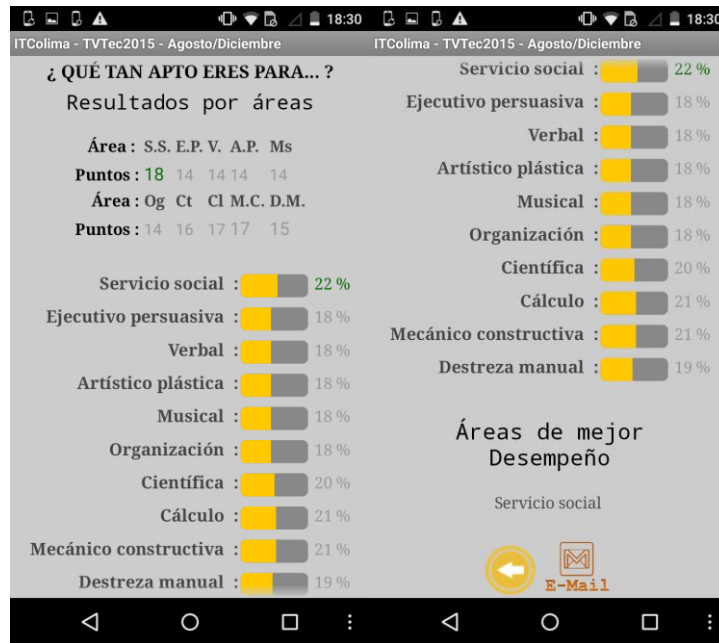 18:30
ITColima - TVTec2015 - Agosto/Diciembre
¿ QUÉ TAN APTO ERES PARA... ?
Resultados por áreas
Área : S.S. E.P. V. A.P. Ms
Puntos : 18 14 14 14 14
Área : Og Ct Cl M.C. D.M.
Puntos : 14 16 17 17 15
Servicio social : 22 %
Ejecutivo persuasiva : 18 %
Verbal : 18 %
Artístico plástica : 18 %
Musical : 18 %
Organización : 18 %
Científica : 20 %
Cálculo : 21 %
Mecánico constructiva : 21 %
Destreza manual : 19 %
18:30
ITColima - TVTec2015 - Agosto/Diciembre
Servicio social : 22 %
Ejecutivo persuasiva : 18 %
Verbal : 18 %
Artístico plástica : 18 %
Musical : 18 %
Organización : 18 %
Científica : 20 %
Cálculo : 21 %
Mecánico constructiva : 21 %
Destreza manual : 19 %
Áreas de mejor
Desempeño
Servicio social
E-Mail